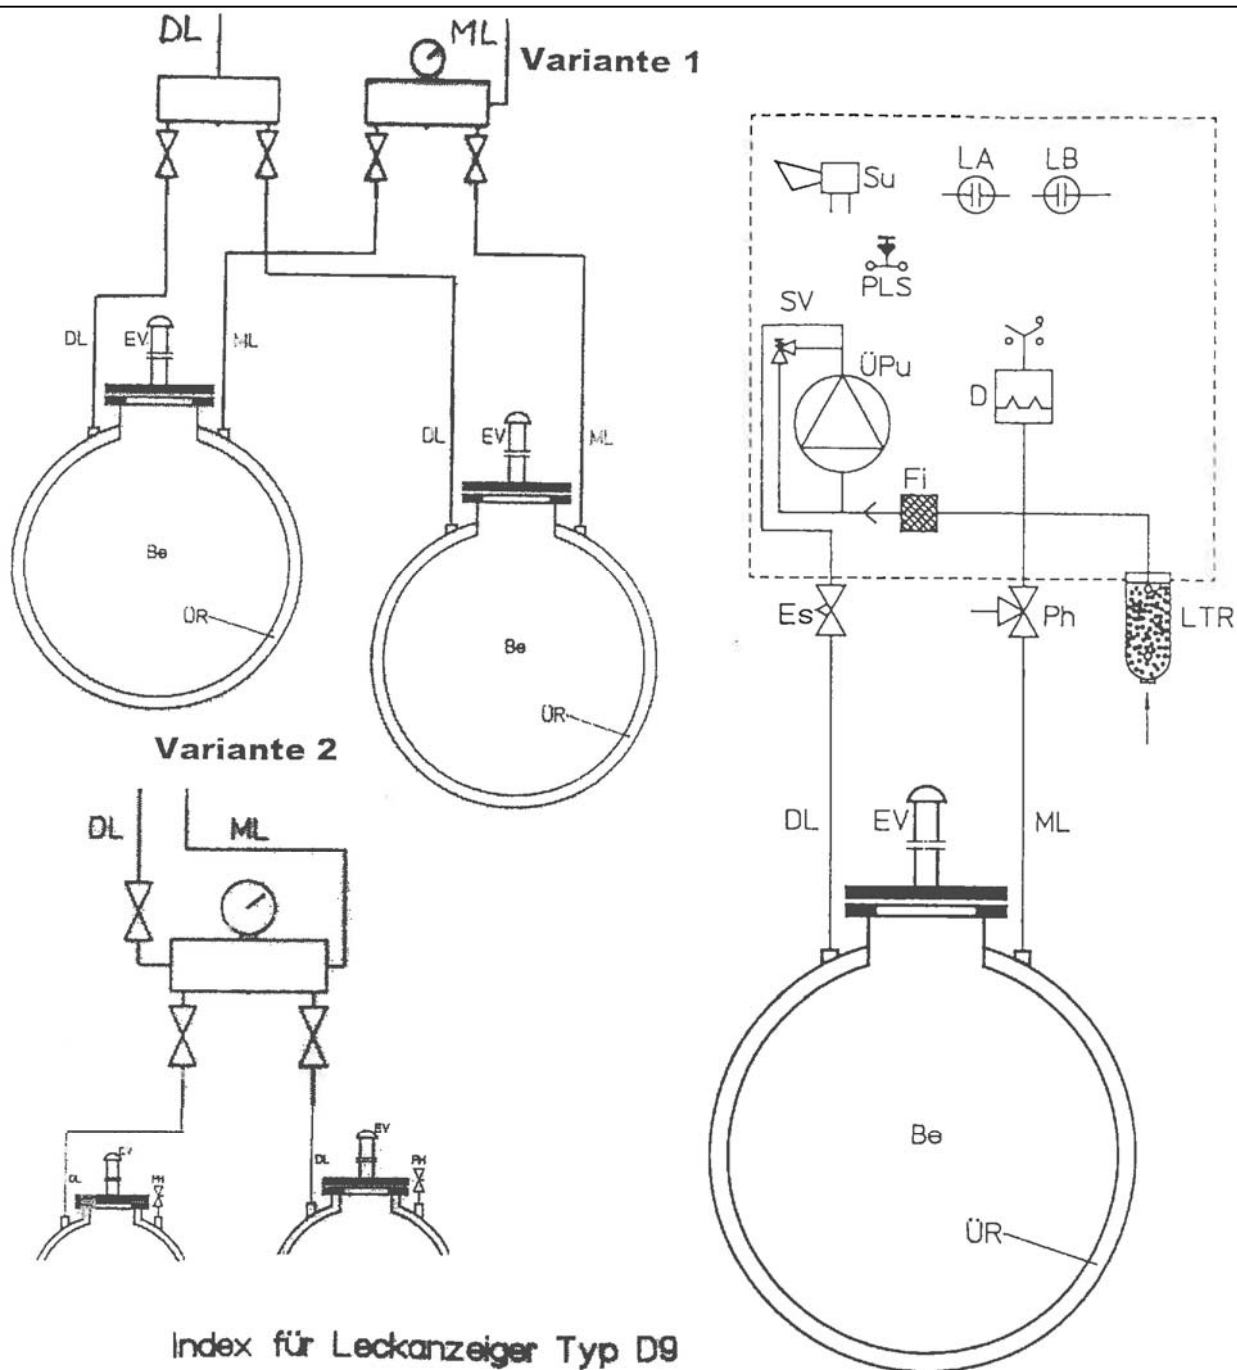 DL
ML
Variante 1
DL
EV
ML
DL
EV
ML
Be
ÜR
Be
ÜR
Variante 2
DL
ML
DL
EV
PH
DL
EV
PH
Su
LA
LB
PLS
SV
ÜPu
D
Fi
Es
Ph
LTR
DL
EV
ML
Be
ÜR
Index für Leckanzeiger Typ D9